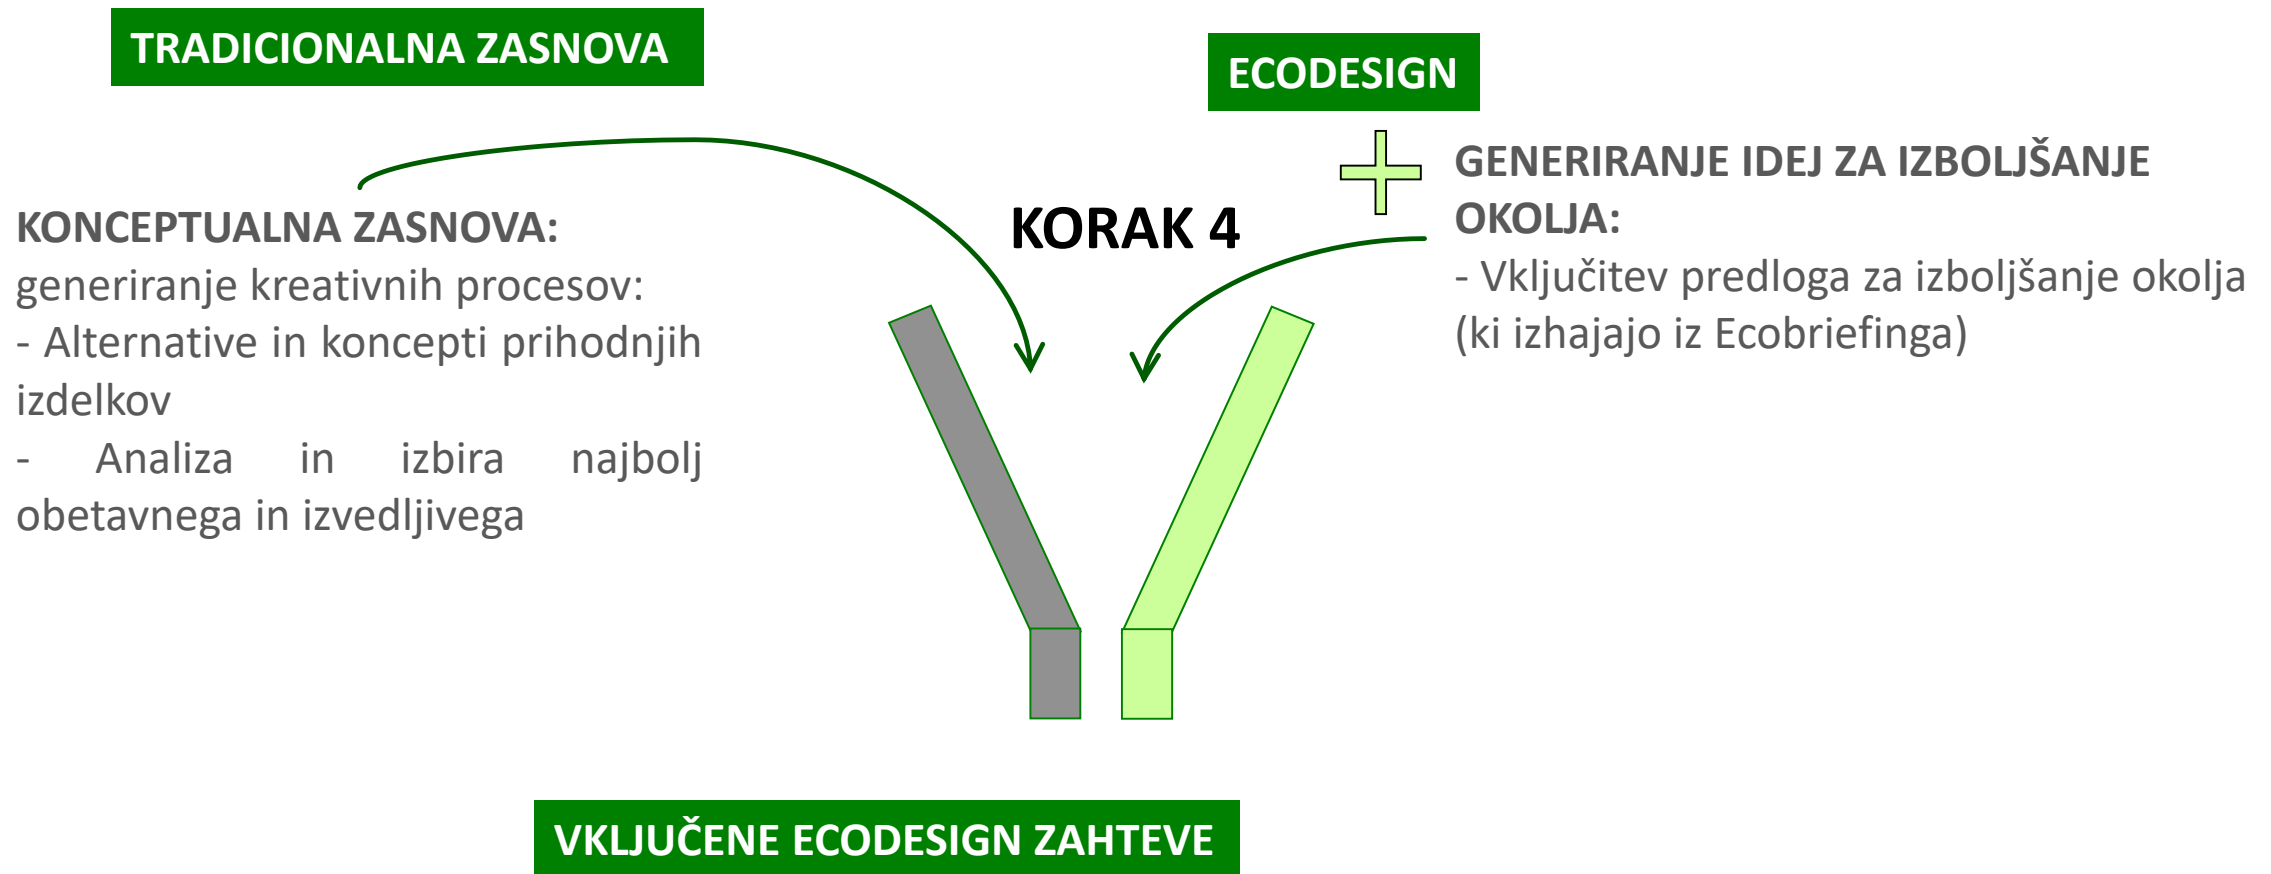 TRADICIONALNA ZASNOVA
ECODESIGN
KONCEPTUALNA ZASNOVA:
generiranje kreativnih procesov:
- Alternative in koncepti prihodnjih
izdelkov
- Analiza in izbira najbolj
obetavnega in izvedljivega
KORAK 4
GENERIRANJE IDEJ ZA IZBOLJŠANJE
OKOLJA:
- Vključitev predloga za izboljšanje okolja
(ki izhajajo iz Ecobriefinga)
VKLJUČENE ECODESIGN ZAHTEVE